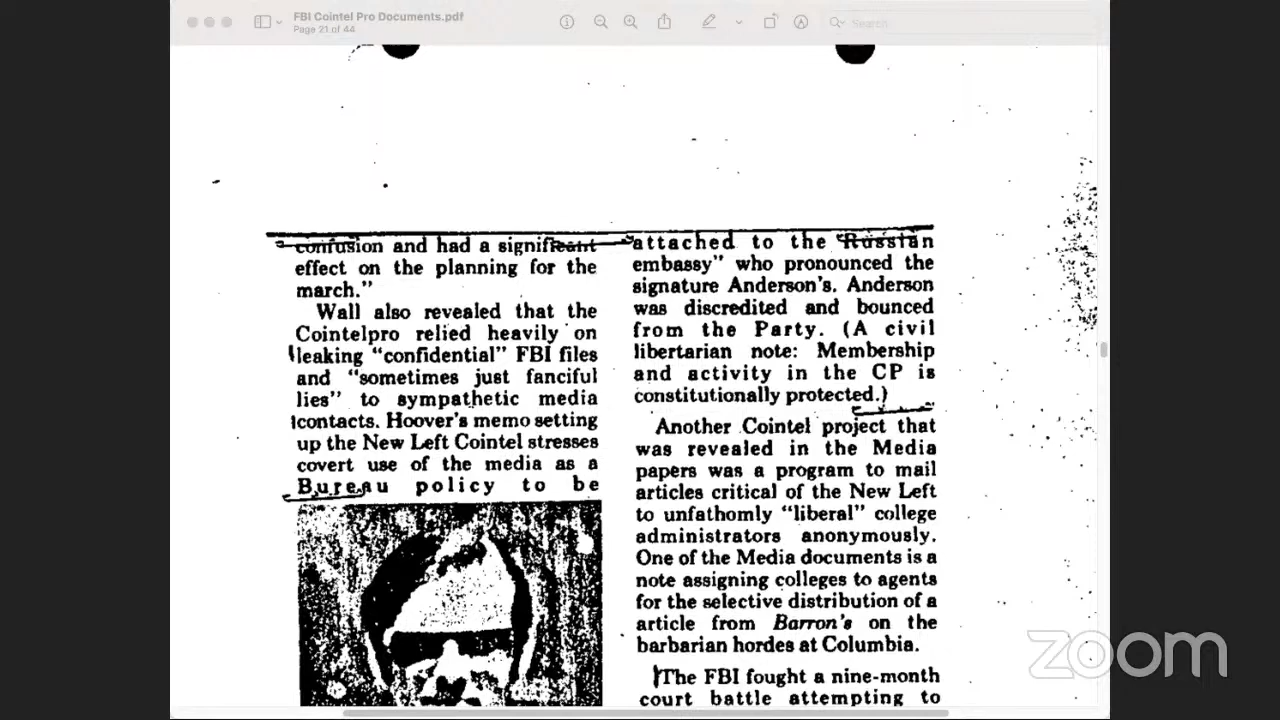 FBI Cointel Pro Documents.pdf
Page 21 of 44
Search
confusion and had a significant
effect on the planning for the
march."
Wall also revealed that the
Cointelpro relied heavily on
leaking "confidential" FBI files
and "sometimes just fanciful
lies" to sympathetic media
contacts. Hoover's memo setting
up the New Left Cointel stresses
covert use of the media as a
Bureau policy to be
attached to the Russian
embassy" who pronounced the
signature Anderson's. Anderson
was discredited and bounced
from the Party. (A civil
libertarian note: Membership
and activity in the CP is
constitutionally protected.)
Another Cointel project that
was revealed in the Media
papers was a program to mail
articles critical of the New Left
to unfathomly "liberal" college
administrators anonymously.
One of the Media documents is a
note assigning colleges to agents
for the selective distribution of a
article from Barron's on the
barbarian hordes at Columbia.
The FBI fought a nine-month
court battle attempting to
zoom